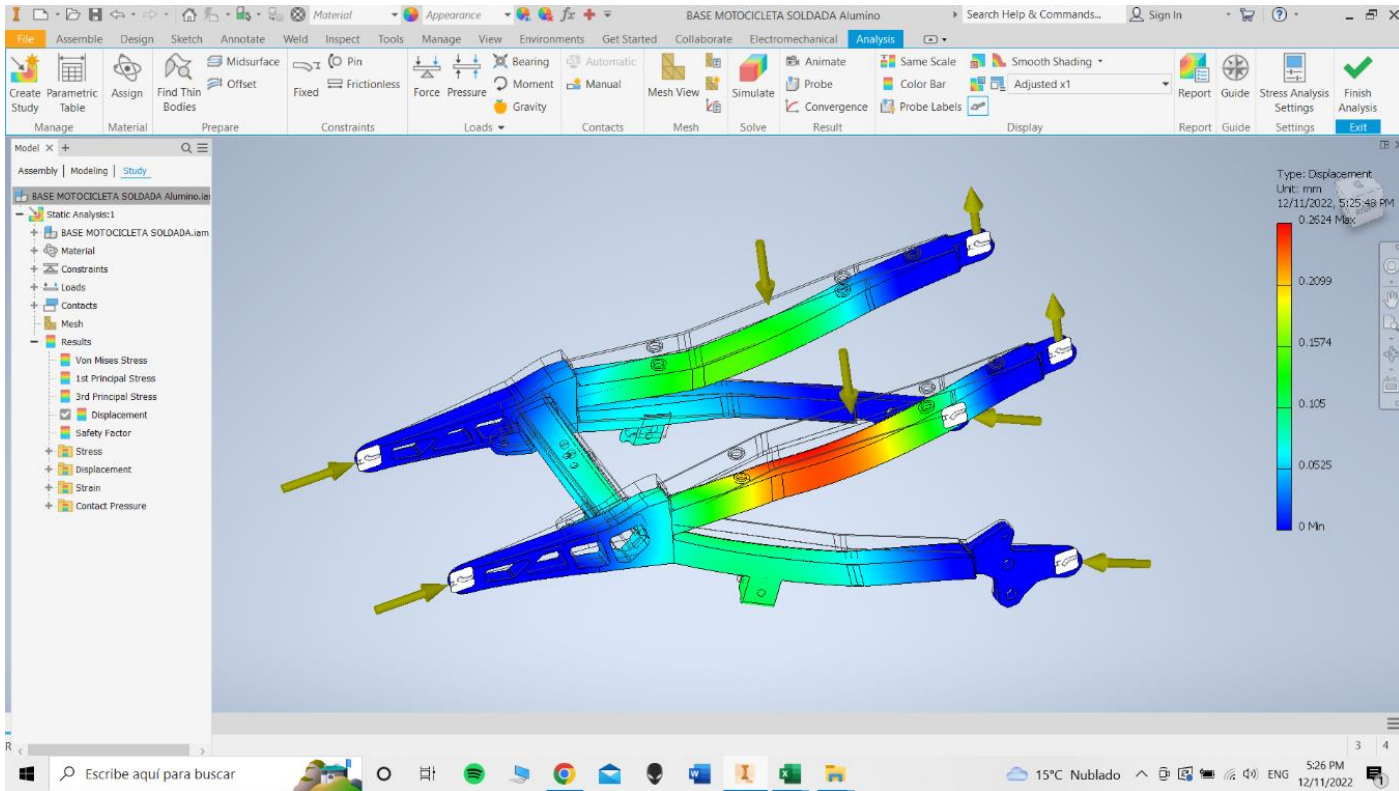 Material
Appearance
BASE MOTOCICLETA SOLDADA Alumino
Search Help & Commands...
Sign In
File Assemble Design Sketch Annotate Weld Inspect Tools Manage View Environments Get Started Collaborate Electromechanical Analysis
Create Study
Parametric Table
Manage
Assign
Material
Find Thin Bodies
Midsurface
Offset
Prepare
Fixed
Pin
Frictionless
Constraints
Force
Pressure
Bearing
Moment
Gravity
Loads
Automatic
Manual
Contacts
Mesh View
Mesh
Simulate
Solve
Animate
Probe
Convergence
Result
Same Scale
Color Bar
Probe Labels
Smooth Shading
Adjusted x1
Display
Report
Report
Guide
Guide
Stress Analysis Settings
Settings
Finish Analysis
Exit
Model
Assembly | Modeling | Study
BASE MOTOCICLETA SOLDADA Alumino.iar
Static Analysis:1
BASE MOTOCICLETA SOLDADA.iam
Material
Constraints
Loads
Contacts
Mesh
Results
Von Mises Stress
1st Principal Stress
3rd Principal Stress
Displacement
Safety Factor
Stress
Displacement
Strain
Contact Pressure
Type: Displacement
Unit: mm
12/11/2022, 5:25:48 PM
0.2624 Max
0.2099
0.1574
0.105
0.0525
0 Min
R
3 4
Escribe aquí para buscar
15°C Nublado
ENG
5:26 PM
12/11/2022
1